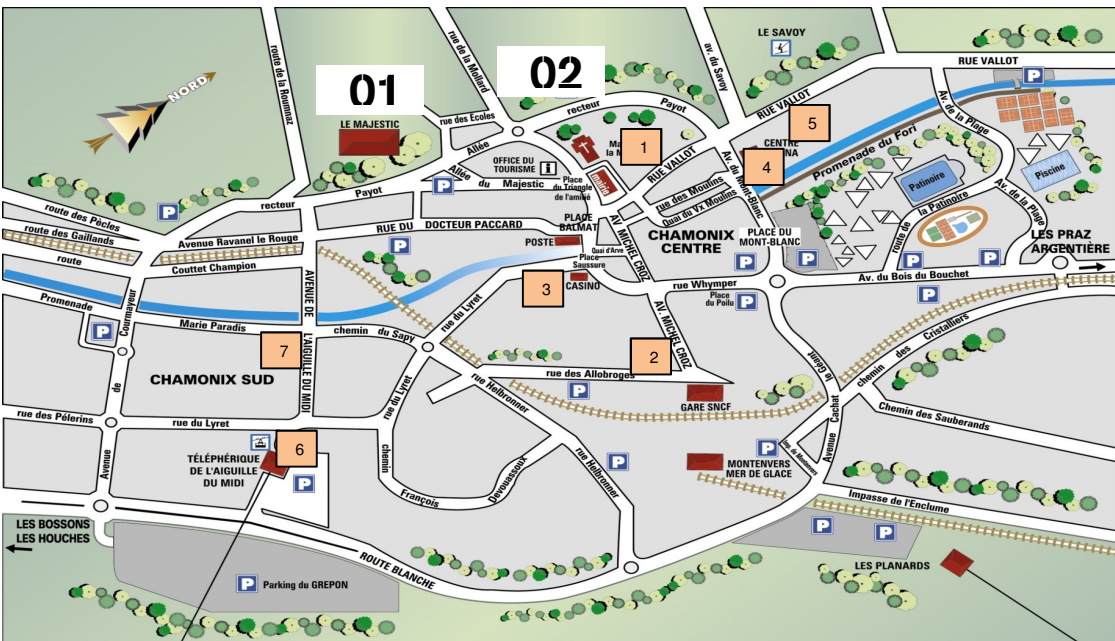 LE SAVOY
RUE VALLOT
P
route de la Roumnaz
rue de la Mollard
av. du Savoy
NORD
01
02
LE MAJESTIC
rue des Ecoles
recteur
Payot
RUE VALLOT
Av. de la Plage
5
CENTRE
1
4
Allée
OFFICE DU
TOURISME
i
mairie
RUE VALLOT
Av. du Mont-Blanc
Promenade du Fori
Patinoire
Piscine
Allée
du Majestic
Place
du Triangle
de l'amitié
rue des Moulins
Quai du Vx Moulins
Av. de la Plage
P
Payot
recteur
P
route des Pècles
route des Gaillands
route
Avenue Ravanel le Rouge
Couttet Champion
RUE DU DOCTEUR PACCARD
PLACE
BALMAT
POSTE
Quai d'Arve
Place
Saussure
AV. MICHEL CROZ
CHAMONIX
CENTRE
PLACE DU
MONT-BLANC
route de
la Patinoire
LES PRAZ
ARGENTIÈRE
P
P
P
P
P
P
3
CASINO
rue Whymper
Av. du Bois du Bouchet
Place
du Poilu
P
P
Promenade
Marie Paradis
Courmayeur
AVENUE DE
L'AIGUILLE DU MIDI
chemin du Sapy
rue du Lyret
AV. MICHEL CROZ
chemin des Cristalliers
P
7
2
CHAMONIX SUD
rue des Allobroges
rue Helbronner
rue du Lyret
le Géant
P
GARE SNCF
Chemin des Sauberands
de
rue des Pélerins
rue du Lyret
Cachat
Avenue
6
TÉLÉPHÉRIQUE
DE L'AIGUILLE
DU MIDI
P
chemin
François
Devouassoux
rue Helbronner
P
MONTENVERS
MER DE GLACE
P
Imp. du Montenvers
Avenue
Impasse de l'Enclume
LES BOSSONS
LES HOUCHES
ROUTE BLANCHE
P
P
P
Parking du GREPON
LES PLANARDS